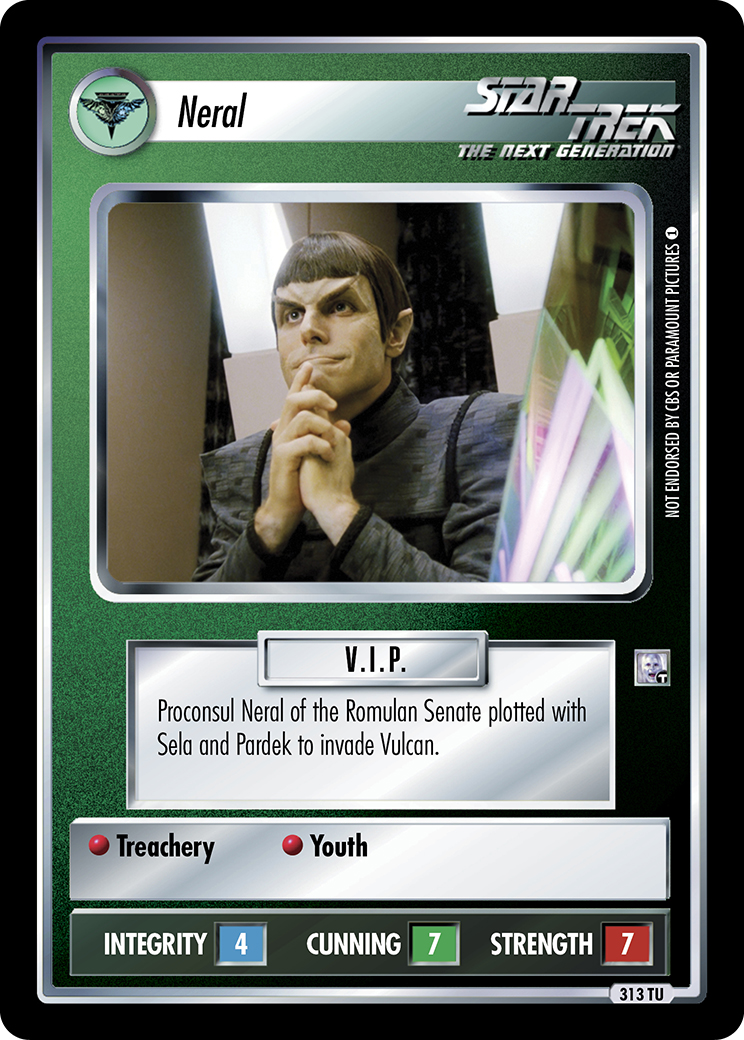 Neral
STAR TREK
THE NEXT GENERATION
NOT ENDORSED BY CBS OR PARAMOUNT PICTURES 1
V.I.P.
T
Proconsul Neral of the Romulan Senate plotted with
Sela and Pardek to invade Vulcan.
Treachery Youth
INTEGRITY 4 CUNNING 7 STRENGTH 7
313 TU